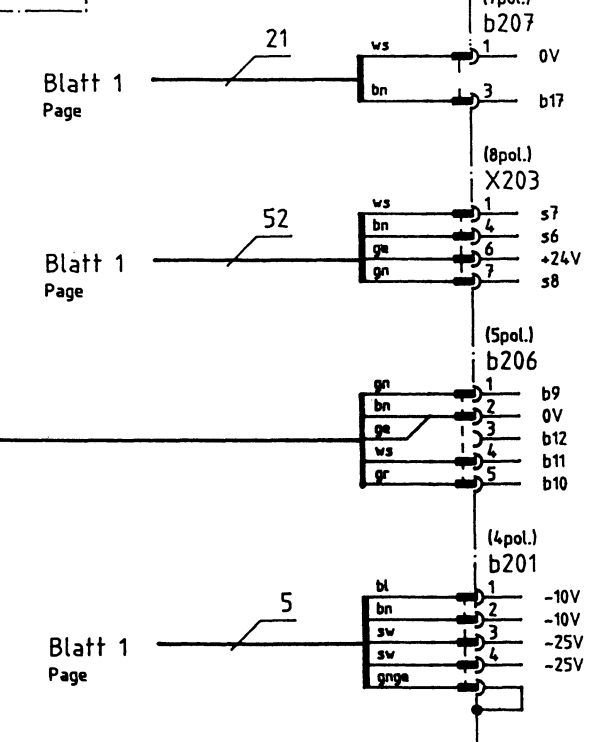 (7pol.)
b207
21
ws 1 0V
Blatt 1
Page
bn 3 b17
(8pol.)
X203
52
ws 1 s7
bn 4 s6
Blatt 1
Page
ge 6 +24V
gn 7 s8
(5pol.)
b206
gn 1 b9
bn 2 0V
ge 3 b12
ws 4 b11
gr 5 b10
(4pol.)
b201
5
bl 1 ~10V
bn 2 ~10V
Blatt 1
Page
sw 3 ~25V
sw 4 ~25V
gnge